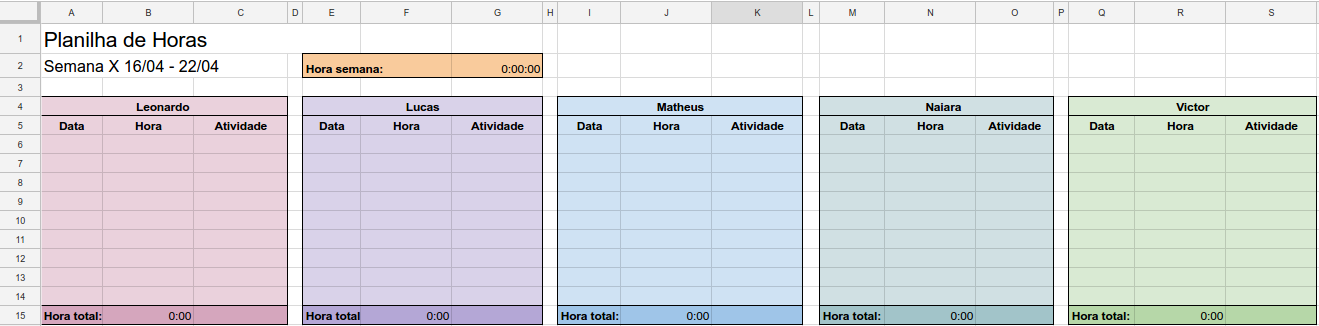 A B C D E F G H I J K L M N O P Q R S
1 Planilha de Horas
2 Semana X 16/04 - 22/04 Hora semana: 0:00:00
3
4 Leonardo Lucas Matheus Naiara Victor
5 Data Hora Atividade Data Hora Atividade Data Hora Atividade Data Hora Atividade Data Hora Atividade
6
7
8
9
10
11
12
13
14
15 Hora total: 0:00 Hora total 0:00 Hora total: 0:00 Hora total: 0:00 Hora total: 0:00